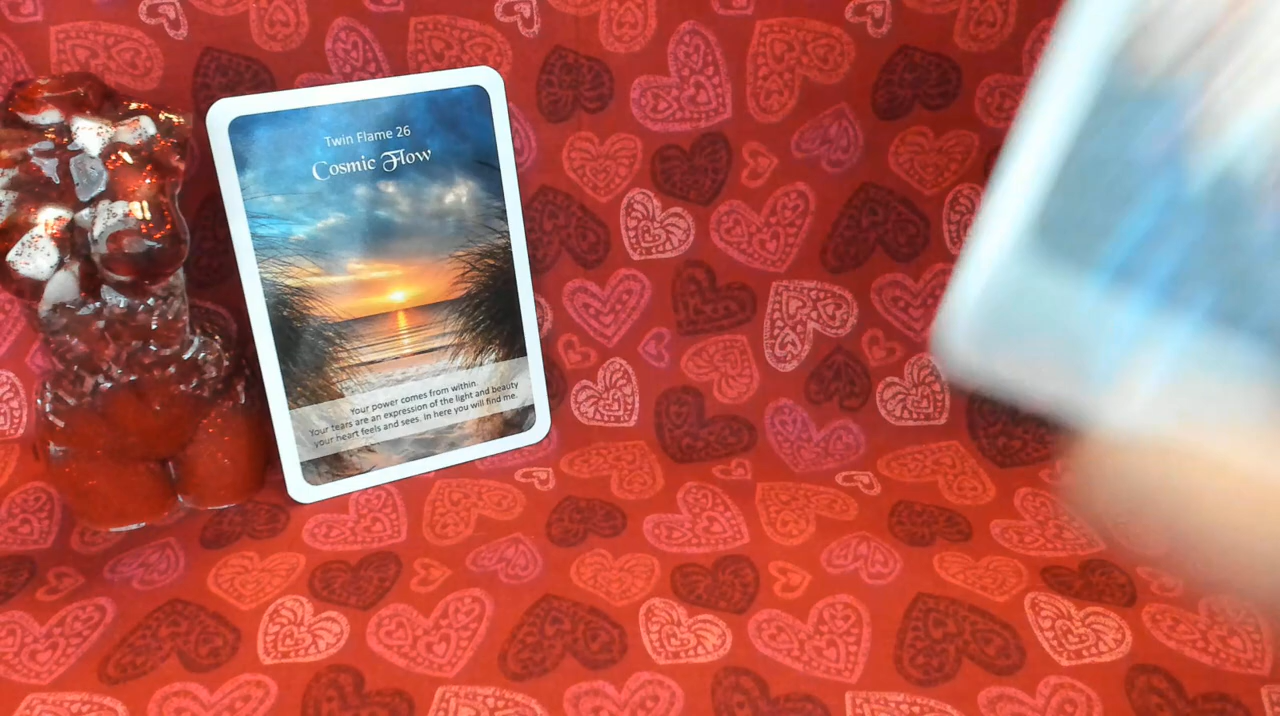 Twin Flame 26
Cosmic Flow
Your power comes from within.
Your tears are an expression of the light and beauty
your heart feels and sees. In here you will find me.